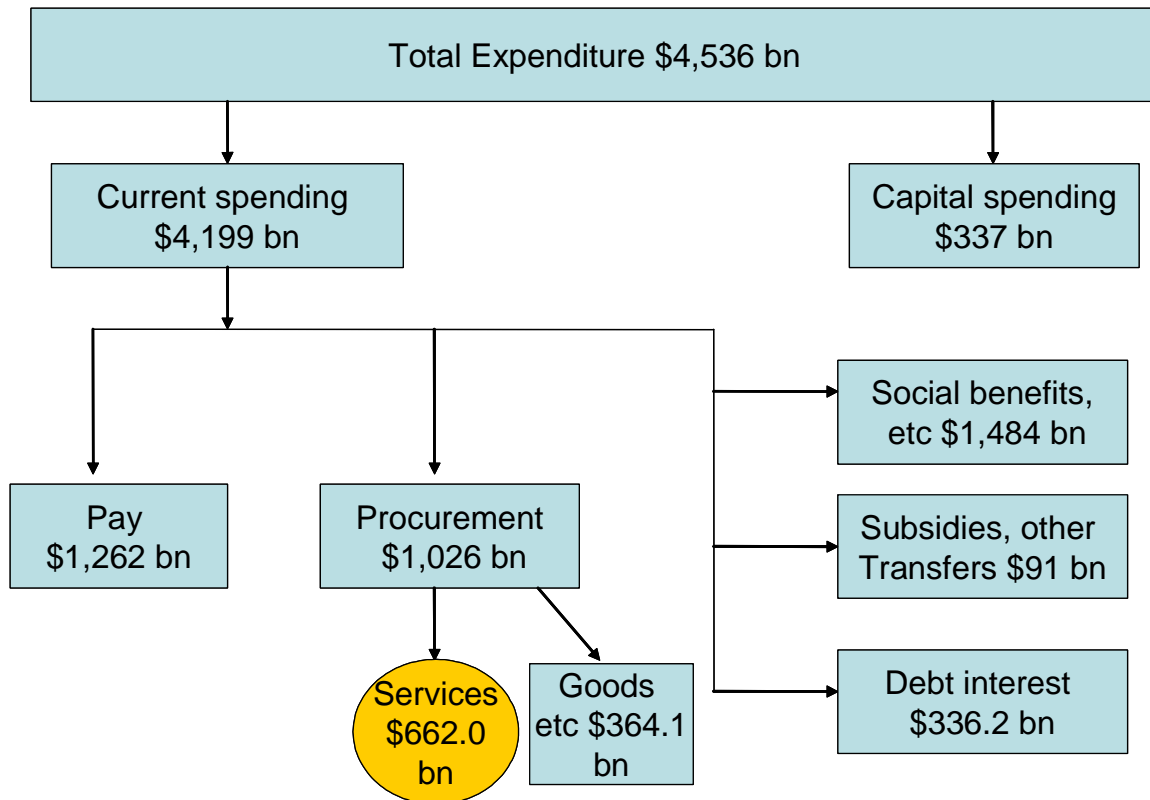 Total Expenditure $4,536 bn
Current spending
$4,199 bn
Capital spending
$337 bn
Social benefits,
etc $1,484 bn
Pay
$1,262 bn
Procurement
$1,026 bn
Subsidies, other
Transfers $91 bn
Services
$662.0
bn
Goods
etc $364.1
bn
Debt interest
$336.2 bn